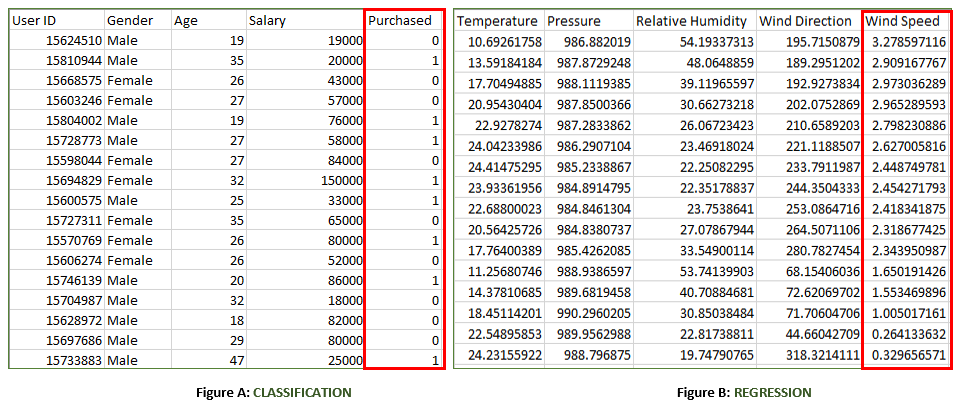 User ID Gender Age Salary Purchased
15624510 Male 19 19000 0
15810944 Male 35 20000 1
15668575 Female 26 43000 0
15603246 Female 27 57000 0
15804002 Male 19 76000 1
15728773 Male 27 58000 1
15598044 Female 27 84000 0
15694829 Female 32 150000 1
15600575 Male 25 33000 1
15727311 Female 35 65000 0
15570769 Female 26 80000 1
15606274 Female 26 52000 0
15746139 Male 20 86000 1
15704987 Male 32 18000 0
15628972 Male 18 82000 0
15697686 Male 29 80000 0
15733883 Male 47 25000 1
Figure A: CLASSIFICATION
Temperature Pressure Relative Humidity Wind Direction Wind Speed
10.69261758 986.882019 54.19337313 195.7150879 3.278597116
13.59184184 987.8729248 48.0648859 189.2951202 2.909167767
17.70494885 988.1119385 39.11965597 192.9273834 2.973036289
20.95430404 987.8500366 30.66273218 202.0752869 2.965289593
22.9278274 987.2833862 26.06723423 210.6589203 2.798230886
24.04233986 986.2907104 23.46918024 221.1188507 2.627005816
24.41475295 985.2338867 22.25082295 233.7911987 2.448749781
23.93361956 984.8914795 22.35178837 244.3504333 2.454271793
22.68800023 984.8461304 23.7538641 253.0864716 2.418341875
20.56425726 984.8380737 27.07867944 264.5071106 2.318677425
17.76400389 985.4262085 33.54900114 280.7827454 2.343950987
11.25680746 988.9386597 53.74139903 68.15406036 1.650191426
14.37810685 989.6819458 40.70884681 72.62069702 1.553469896
18.45114201 990.2960205 30.85038484 71.70604706 1.005017161
22.54895853 989.9562988 22.81738811 44.66042709 0.264133632
24.23155922 988.796875 19.74790765 318.3214111 0.329656571
Figure B: REGRESSION